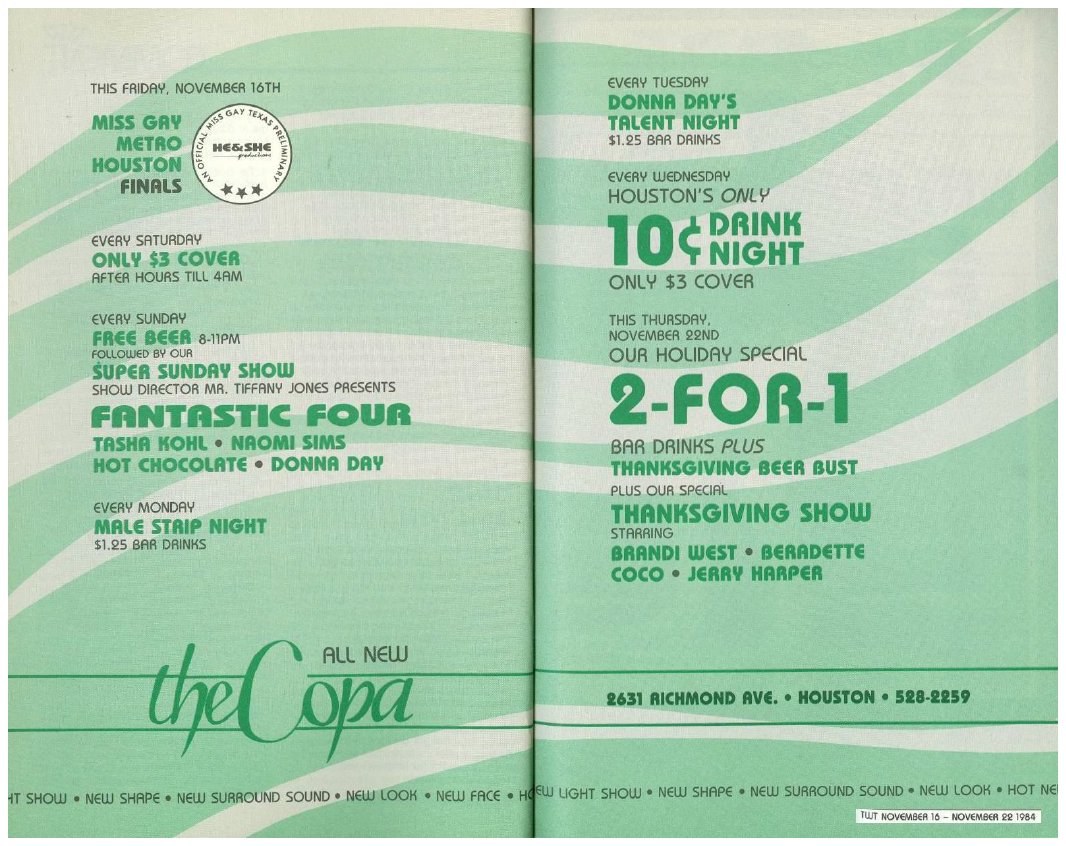 THIS FRIDAY, NOVEMBER 16TH
MISS GAY
METRO
HOUSTON
FINALS
AN OFFICIAL MISS GAY TEXAS PRELIMINARY
HE&SHE
productions
EVERY SATURDAY
ONLY $3 COVER
AFTER HOURS TILL 4AM
EVERY SUNDAY
FREE BEER 8-11PM
FOLLOWED BY OUR
SUPER SUNDAY SHOW
SHOW DIRECTOR MR. TIFFANY JONES PRESENTS
FANTASTIC FOUR
TASHA KOHL • NAOMI SIMS
HOT CHOCOLATE • DONNA DAY
EVERY MONDAY
MALE STRIP NIGHT
$1.25 BAR DRINKS
ALL NEW
the Copa
HT SHOW • NEW SHAPE • NEW SURROUND SOUND • NEW LOOK • NEW FACE • HO
EVERY TUESDAY
DONNA DAY'S
TALENT NIGHT
$1.25 BAR DRINKS
EVERY WEDNESDAY
HOUSTON'S ONLY
10¢ DRINK
NIGHT
ONLY $3 COVER
THIS THURSDAY,
NOVEMBER 22ND
OUR HOLIDAY SPECIAL
2-FOR-1
BAR DRINKS PLUS
THANKSGIVING BEER BUST
PLUS OUR SPECIAL
THANKSGIVING SHOW
STARRING
BRANDI WEST • BERADETTE
COCO • JERRY HARPER
2631 RICHMOND AVE. • HOUSTON • 528-2259
EW LIGHT SHOW • NEW SHAPE • NEW SURROUND SOUND • NEW LOOK • HOT NE
TWT NOVEMBER 16 – NOVEMBER 22 1984